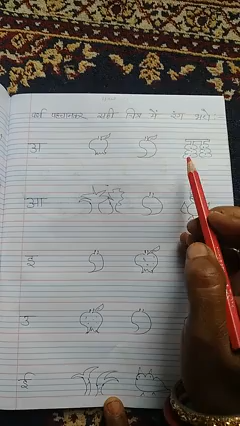 वर्ण पहचानकर सही चित्र में रंग भरो:-
अ
आ
इ
उ
ई